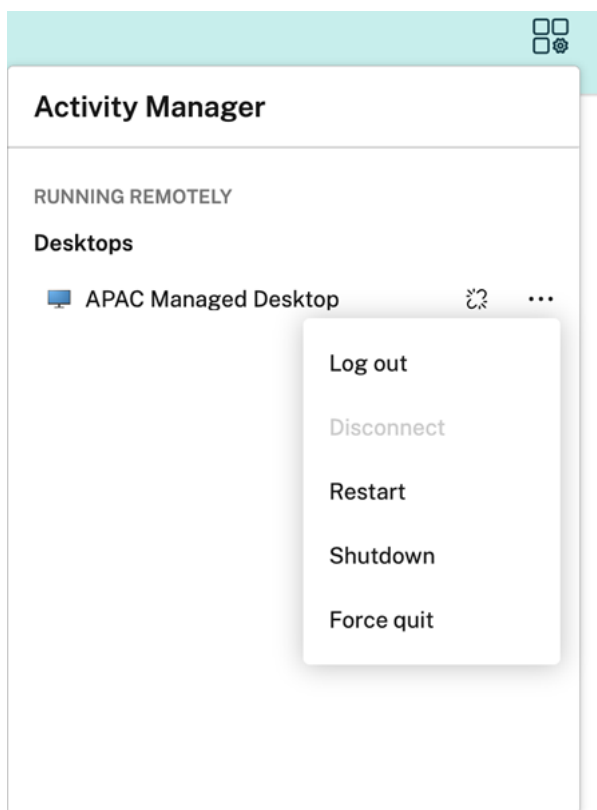 Activity Manager
RUNNING REMOTELY
Desktops
APAC Managed Desktop
Log out
Disconnect
Restart
Shutdown
Force quit